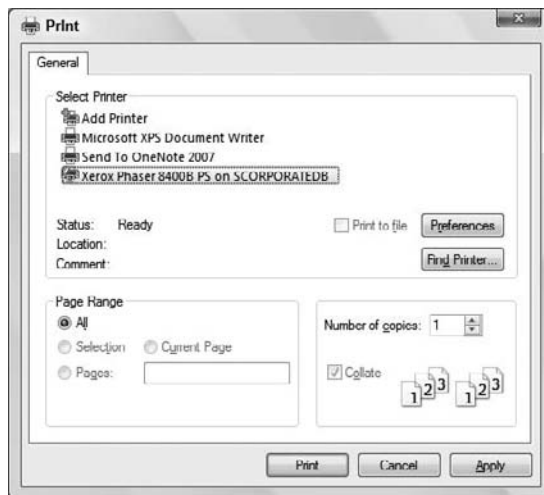 Print
General
Select Printer
Add Printer
Microsoft XPS Document Writer
Send To OneNote 2007
Xerox Phaser 8400B PS on SCORPORATEDB
Status: Ready
Print to file
Preferences
Location:
Comment:
Find Printer...
Page Range
All
Selection
Current Page
Pages:
Number of copies: 1
Collate
1 2 3 1 2 3
Print
Cancel
Apply